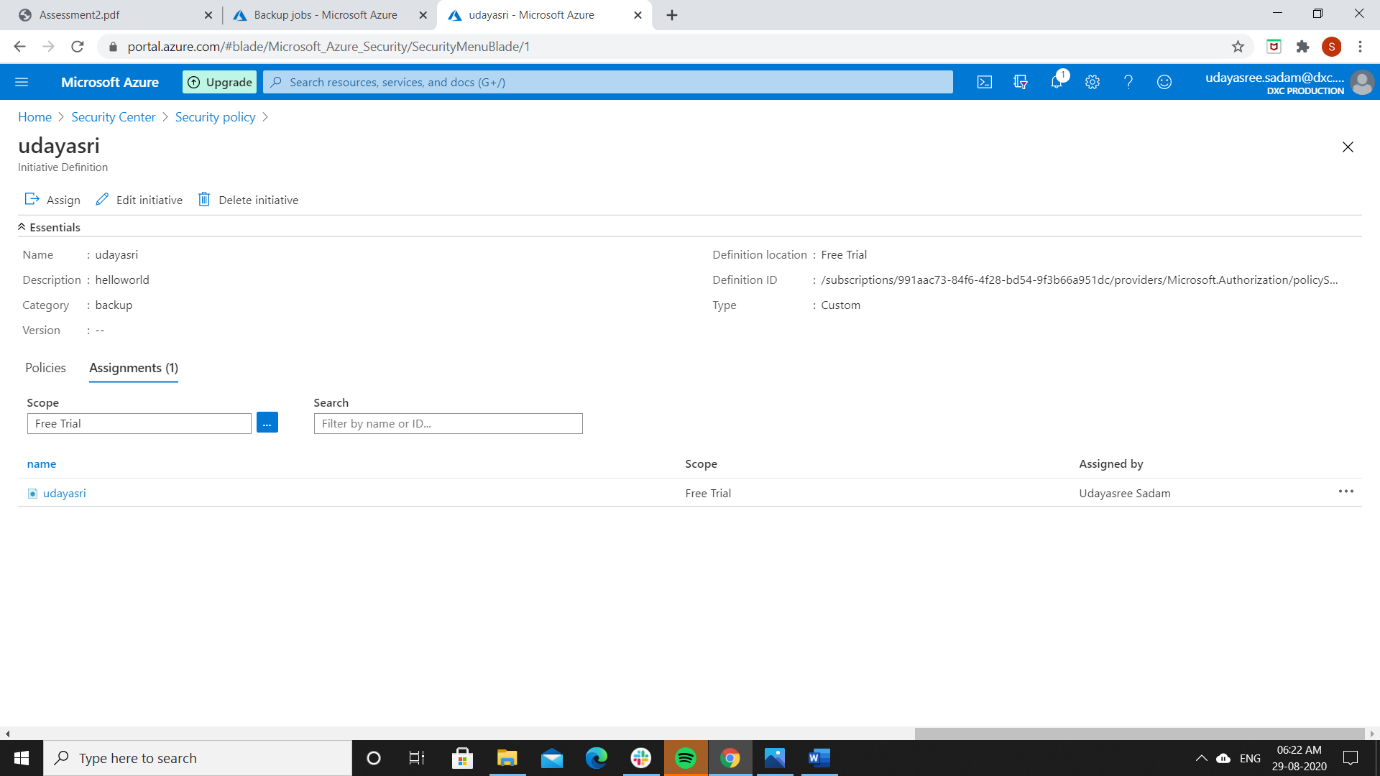 Assessment2.pdf
Backup jobs - Microsoft Azure
udayasri - Microsoft Azure
portal.azure.com/#blade/Microsoft_Azure_Security/SecurityMenuBlade/1
S
Microsoft Azure
Upgrade
Search resources, services, and docs (G+/)
1
udayasree.sadam@dxc....
DXC PRODUCTION
Home > Security Center > Security policy >
udayasri
Initiative Definition
Assign
Edit initiative
Delete initiative
Essentials
Name : udayasri
Definition location : Free Trial
Description : helloworld
Definition ID : /subscriptions/991aac73-84f6-4f28-bd54-9f3b66a951dc/providers/Microsoft.Authorization/policyS...
Category : backup
Type : Custom
Version : --
Policies
Assignments (1)
Scope
Search
Free Trial
...
Filter by name or ID...
name Scope Assigned by
udayasri Free Trial Udayasree Sadam
Type here to search
W
ENG
06:22 AM
29-08-2020